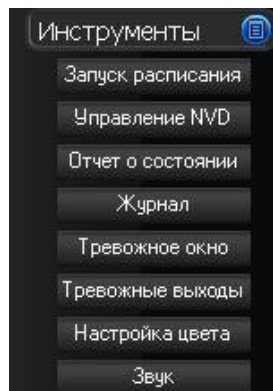 Инструменты
Запуск расписания
Управление NVD
Отчет о состоянии
Журнал
Тревожное окно
Тревожные выходы
Настройка цвета
Звук